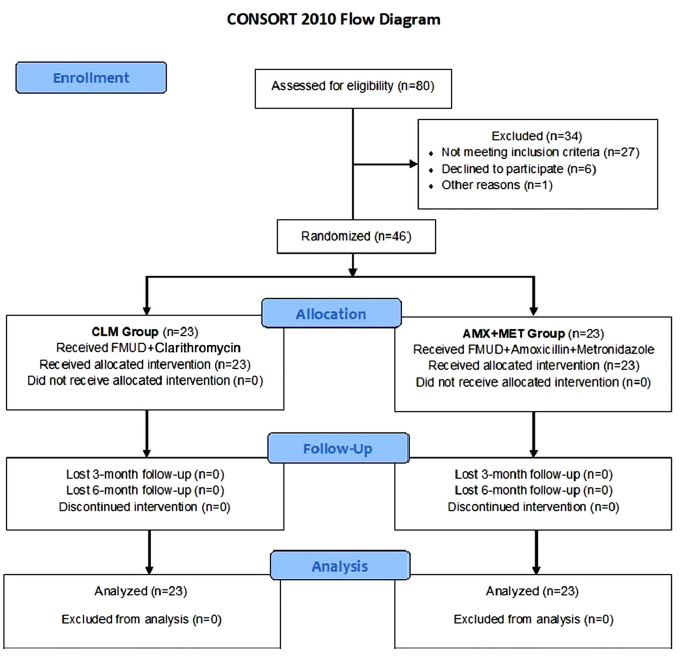 CONSORT 2010 Flow Diagram
Enrollment
Assessed for eligibility (n=80)
Excluded (n=34)
♦ Not meeting inclusion criteria (n=27)
♦ Declined to participate (n=6)
♦ Other reasons (n=1)
Randomized (n=46)
Allocation
CLM Group (n=23)
Received FMUD+Clarithromycin
Received allocated intervention (n=23)
Did not receive allocated intervention (n=0)
AMX+MET Group (n=23)
Received FMUD+Amoxicillin+Metronidazole
Received allocated intervention (n=23)
Did not receive allocated intervention (n=0)
Follow-Up
Lost 3-month follow-up (n=0)
Lost 6-month follow-up (n=0)
Discontinued intervention (n=0)
Lost 3-month follow-up (n=0)
Lost 6-month follow-up (n=0)
Discontinued intervention (n=0)
Analysis
Analyzed (n=23)
Excluded from analysis (n=0)
Analyzed (n=23)
Excluded from analysis (n=0)